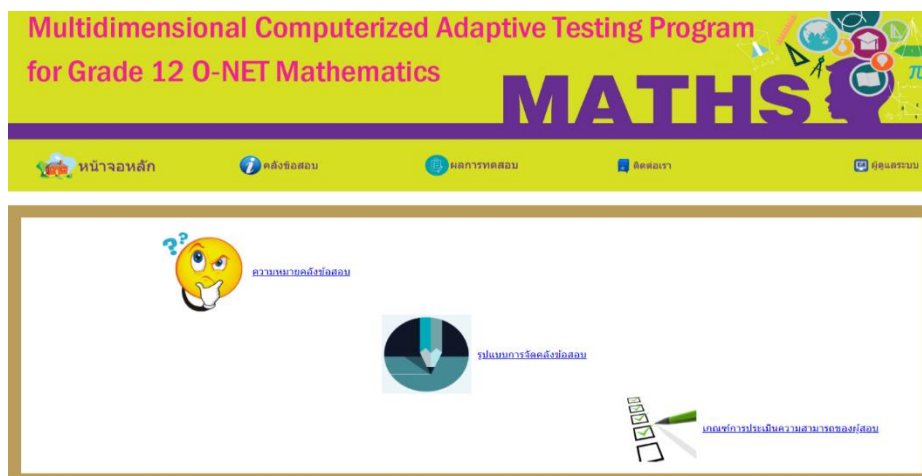 Multidimensional Computerized Adaptive Testing Program
for Grade 12 O-NET Mathematics
MATHS
หน้าจอหลัก
คลังข้อสอบ
ผลการทดสอบ
ติดต่อเรา
ผู้ดูแลระบบ
ความหมายคลังข้อสอบ
รูปแบบการจัดคลังข้อสอบ
เกณฑ์การประเมินความสามารถของผู้สอบ